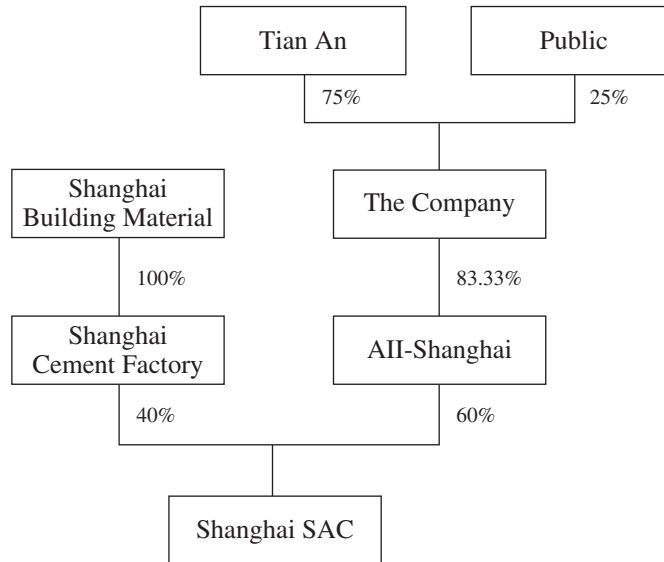 Tian An
Public
75%
25%
Shanghai
Building Material
The Company
100%
83.33%
Shanghai
Cement Factory
AII-Shanghai
40%
60%
Shanghai SAC